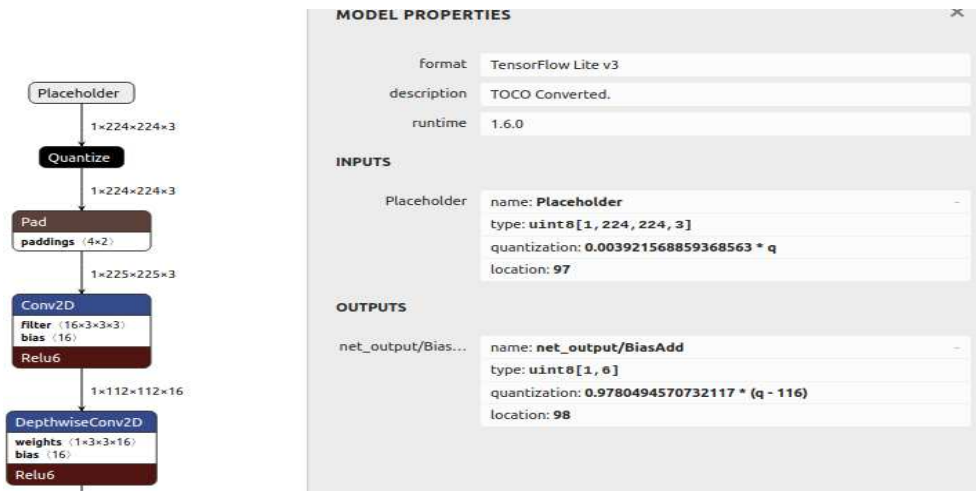 Placeholder
1×224×224×3
Quantize
1×224×224×3
Pad
paddings ⟨4×2⟩
1×225×225×3
Conv2D
filter ⟨16×3×3×3⟩
bias ⟨16⟩
Relu6
1×112×112×16
DepthwiseConv2D
weights ⟨1×3×3×16⟩
bias ⟨16⟩
Relu6
MODEL PROPERTIES ×
format TensorFlow Lite v3
description TOCO Converted.
runtime 1.6.0
INPUTS
Placeholder name: Placeholder -
type: uint8[1,224,224,3]
quantization: 0.003921568859368563 * q
location: 97
OUTPUTS
net_output/Bias... name: net_output/BiasAdd -
type: uint8[1,6]
quantization: 0.9780494570732117 * (q - 116)
location: 98